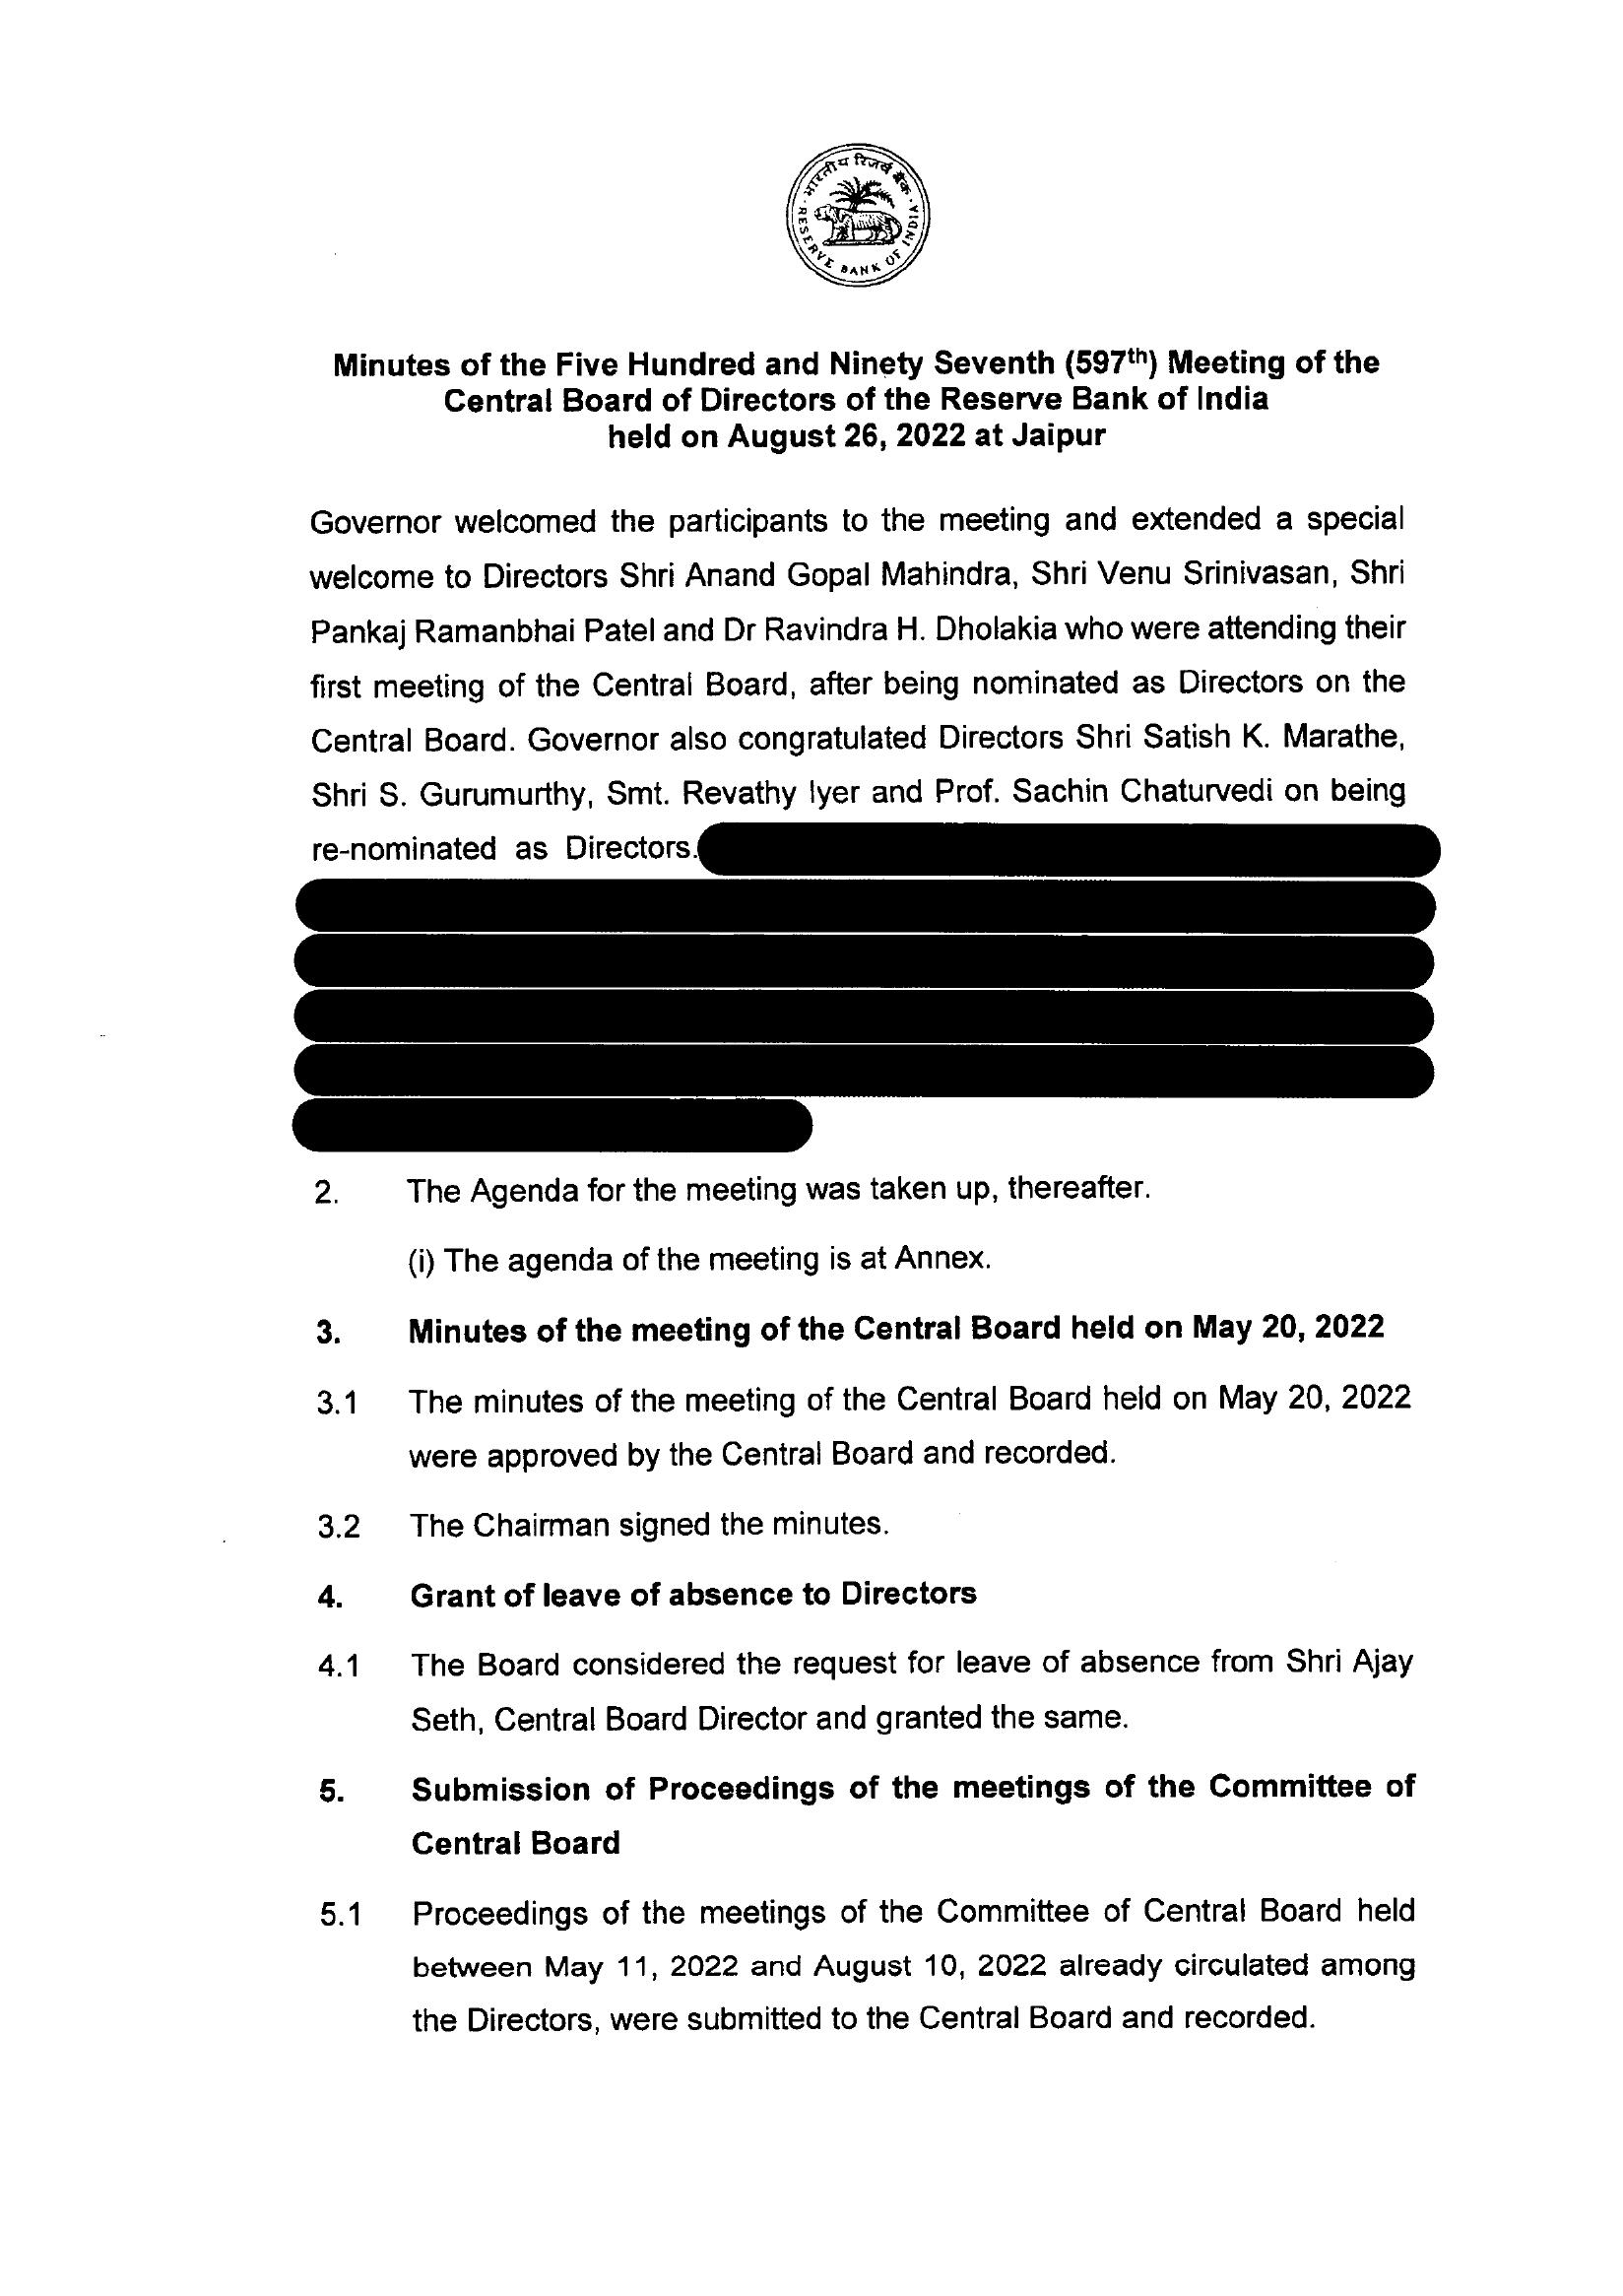 भारतीय रिज़र्व बैंक
RESERVE BANK OF INDIA
Minutes of the Five Hundred and Ninety Seventh (597th) Meeting of the
Central Board of Directors of the Reserve Bank of India
held on August 26, 2022 at Jaipur
Governor welcomed the participants to the meeting and extended a special
welcome to Directors Shri Anand Gopal Mahindra, Shri Venu Srinivasan, Shri
Pankaj Ramanbhai Patel and Dr Ravindra H. Dholakia who were attending their
first meeting of the Central Board, after being nominated as Directors on the
Central Board. Governor also congratulated Directors Shri Satish K. Marathe,
Shri S. Gurumurthy, Smt. Revathy Iyer and Prof. Sachin Chaturvedi on being
re-nominated as Directors.
2. The Agenda for the meeting was taken up, thereafter.
(i) The agenda of the meeting is at Annex.
3. Minutes of the meeting of the Central Board held on May 20, 2022
3.1 The minutes of the meeting of the Central Board held on May 20, 2022
were approved by the Central Board and recorded.
3.2 The Chairman signed the minutes.
4. Grant of leave of absence to Directors
4.1 The Board considered the request for leave of absence from Shri Ajay
Seth, Central Board Director and granted the same.
5. Submission of Proceedings of the meetings of the Committee of
Central Board
5.1 Proceedings of the meetings of the Committee of Central Board held
between May 11, 2022 and August 10, 2022 already circulated among
the Directors, were submitted to the Central Board and recorded.